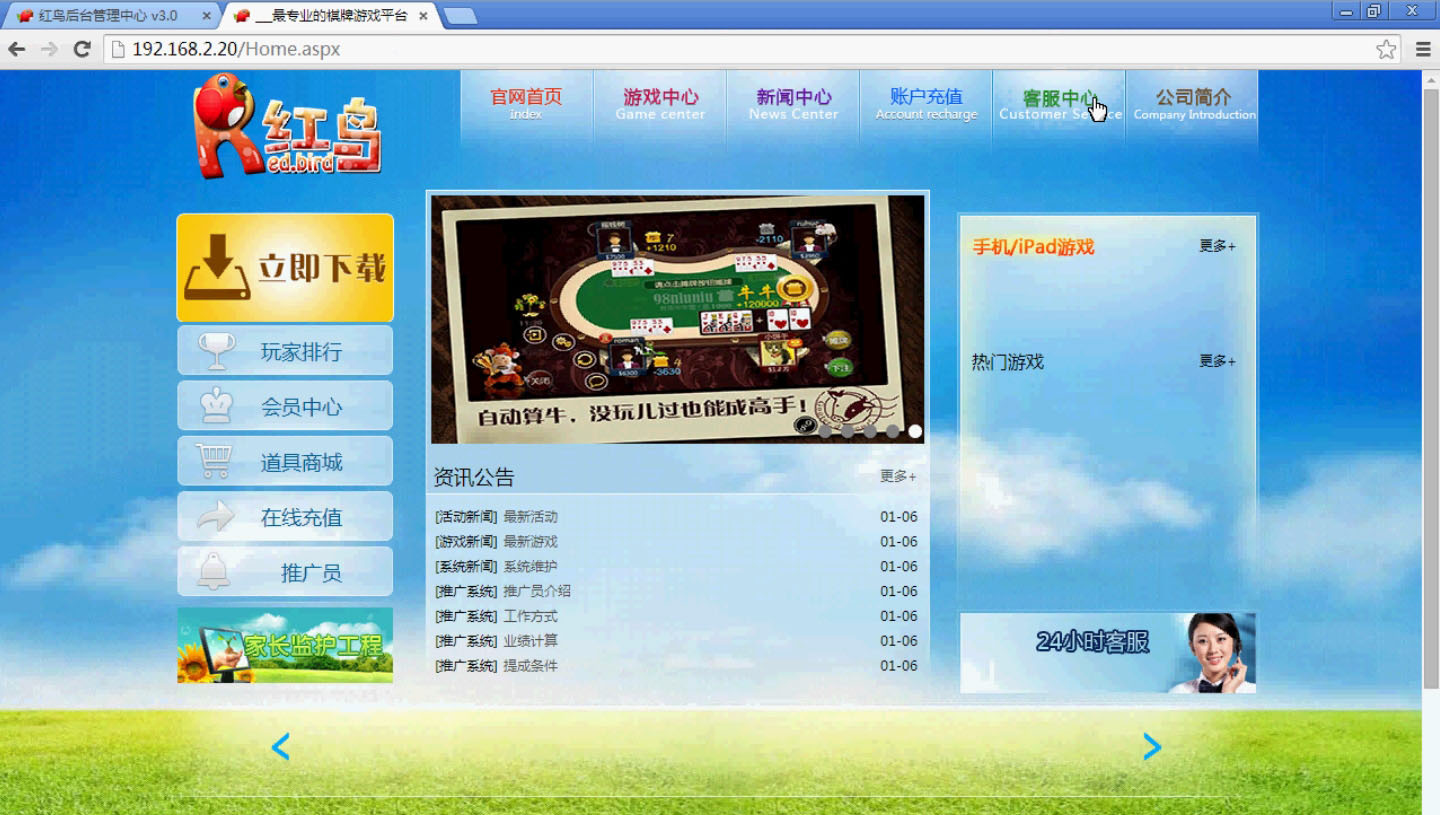 红鸟后台管理中心 v3.0
__最专业的棋牌游戏平台
192.168.2.20/Home.aspx
红鸟
ed.bird
官网首页
Index
游戏中心
Game center
新闻中心
News Center
账户充值
Account recharge
客服中心
Customer
公司简介
Company Introduction
立即下载
玩家排行
会员中心
道具商城
在线充值
推广员
家长监护工程
+1210
-2110
98niuniu
牛牛
+120000
roman
-3630
自动算牛，没玩儿过也能成高手！
资讯公告
更多+
[活动新闻] 最新活动 01-06
[游戏新闻] 最新游戏 01-06
[系统新闻] 系统维护 01-06
[推广系统] 推广员介绍 01-06
[推广系统] 工作方式 01-06
[推广系统] 业绩计算 01-06
[推广系统] 提成条件 01-06
手机/iPad游戏
更多+
热门游戏
更多+
24小时客服